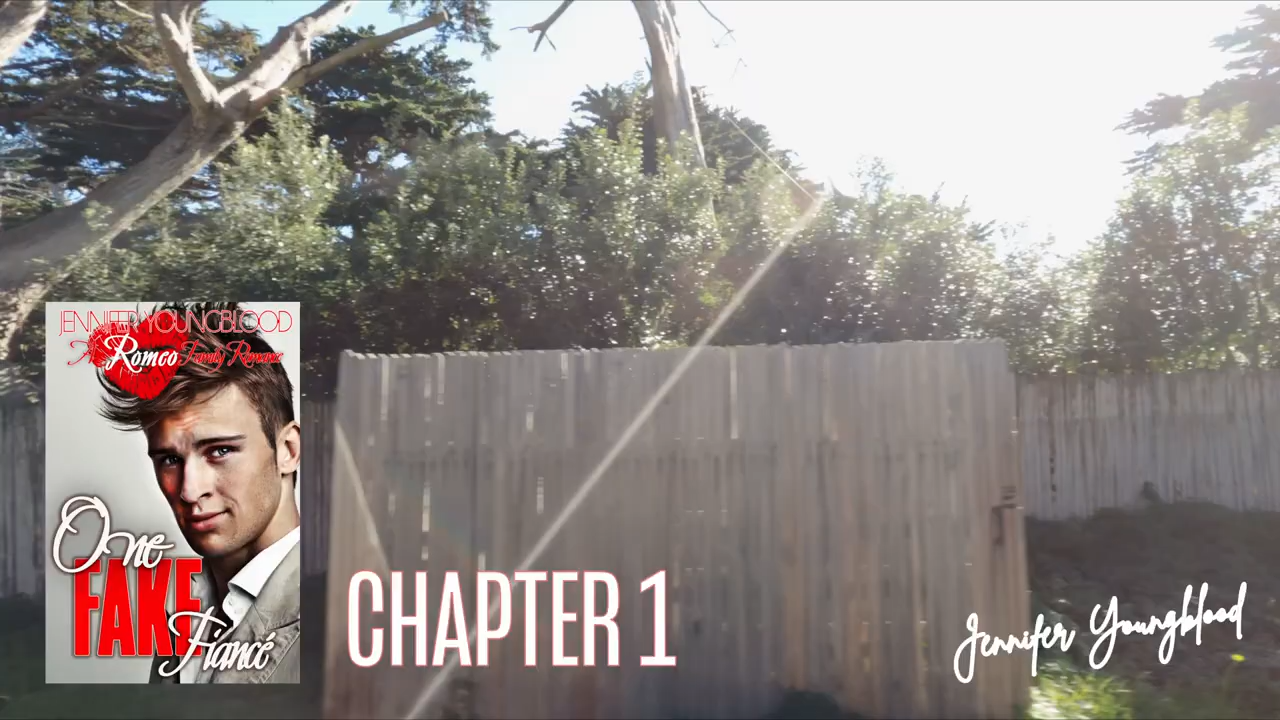 JENNIFER YOUNGBLOOD
A Romeo Family Romance
One
FAKE
Fiancé
CHAPTER 1
Jennifer Youngblood